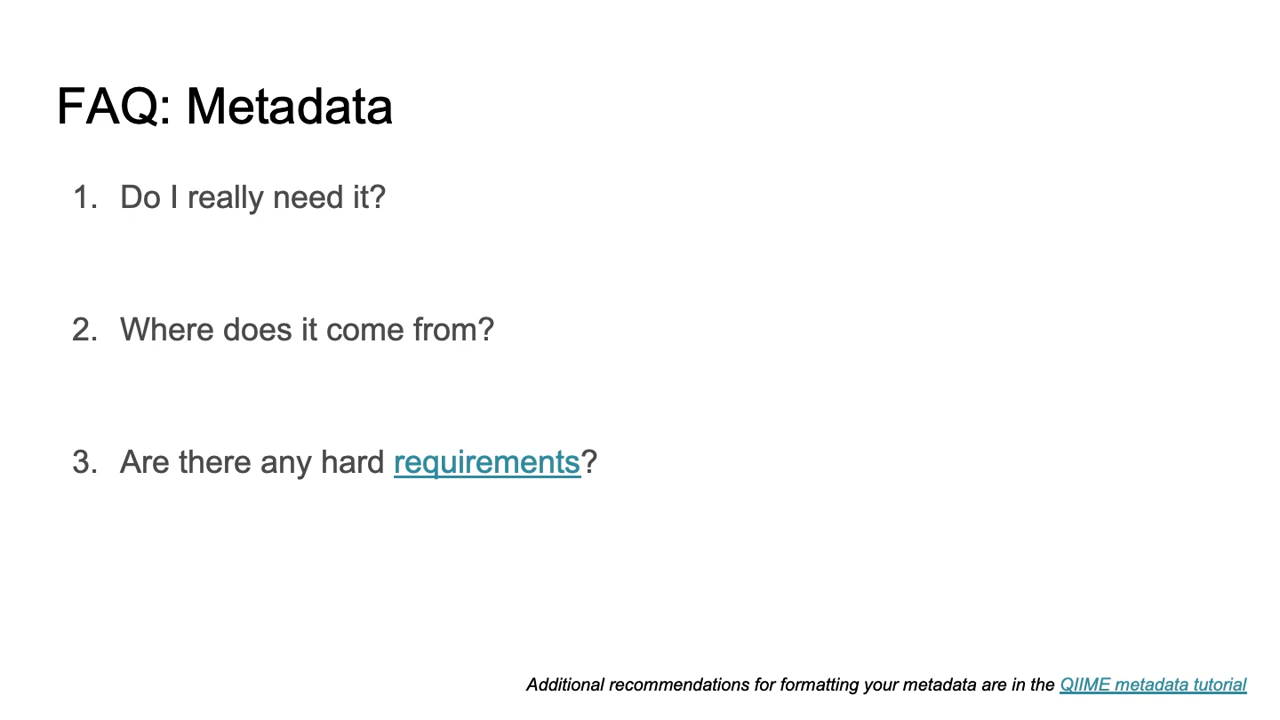 FAQ: Metadata
1. Do I really need it?
2. Where does it come from?
3. Are there any hard requirements?
Additional recommendations for formatting your metadata are in the QIIME metadata tutorial